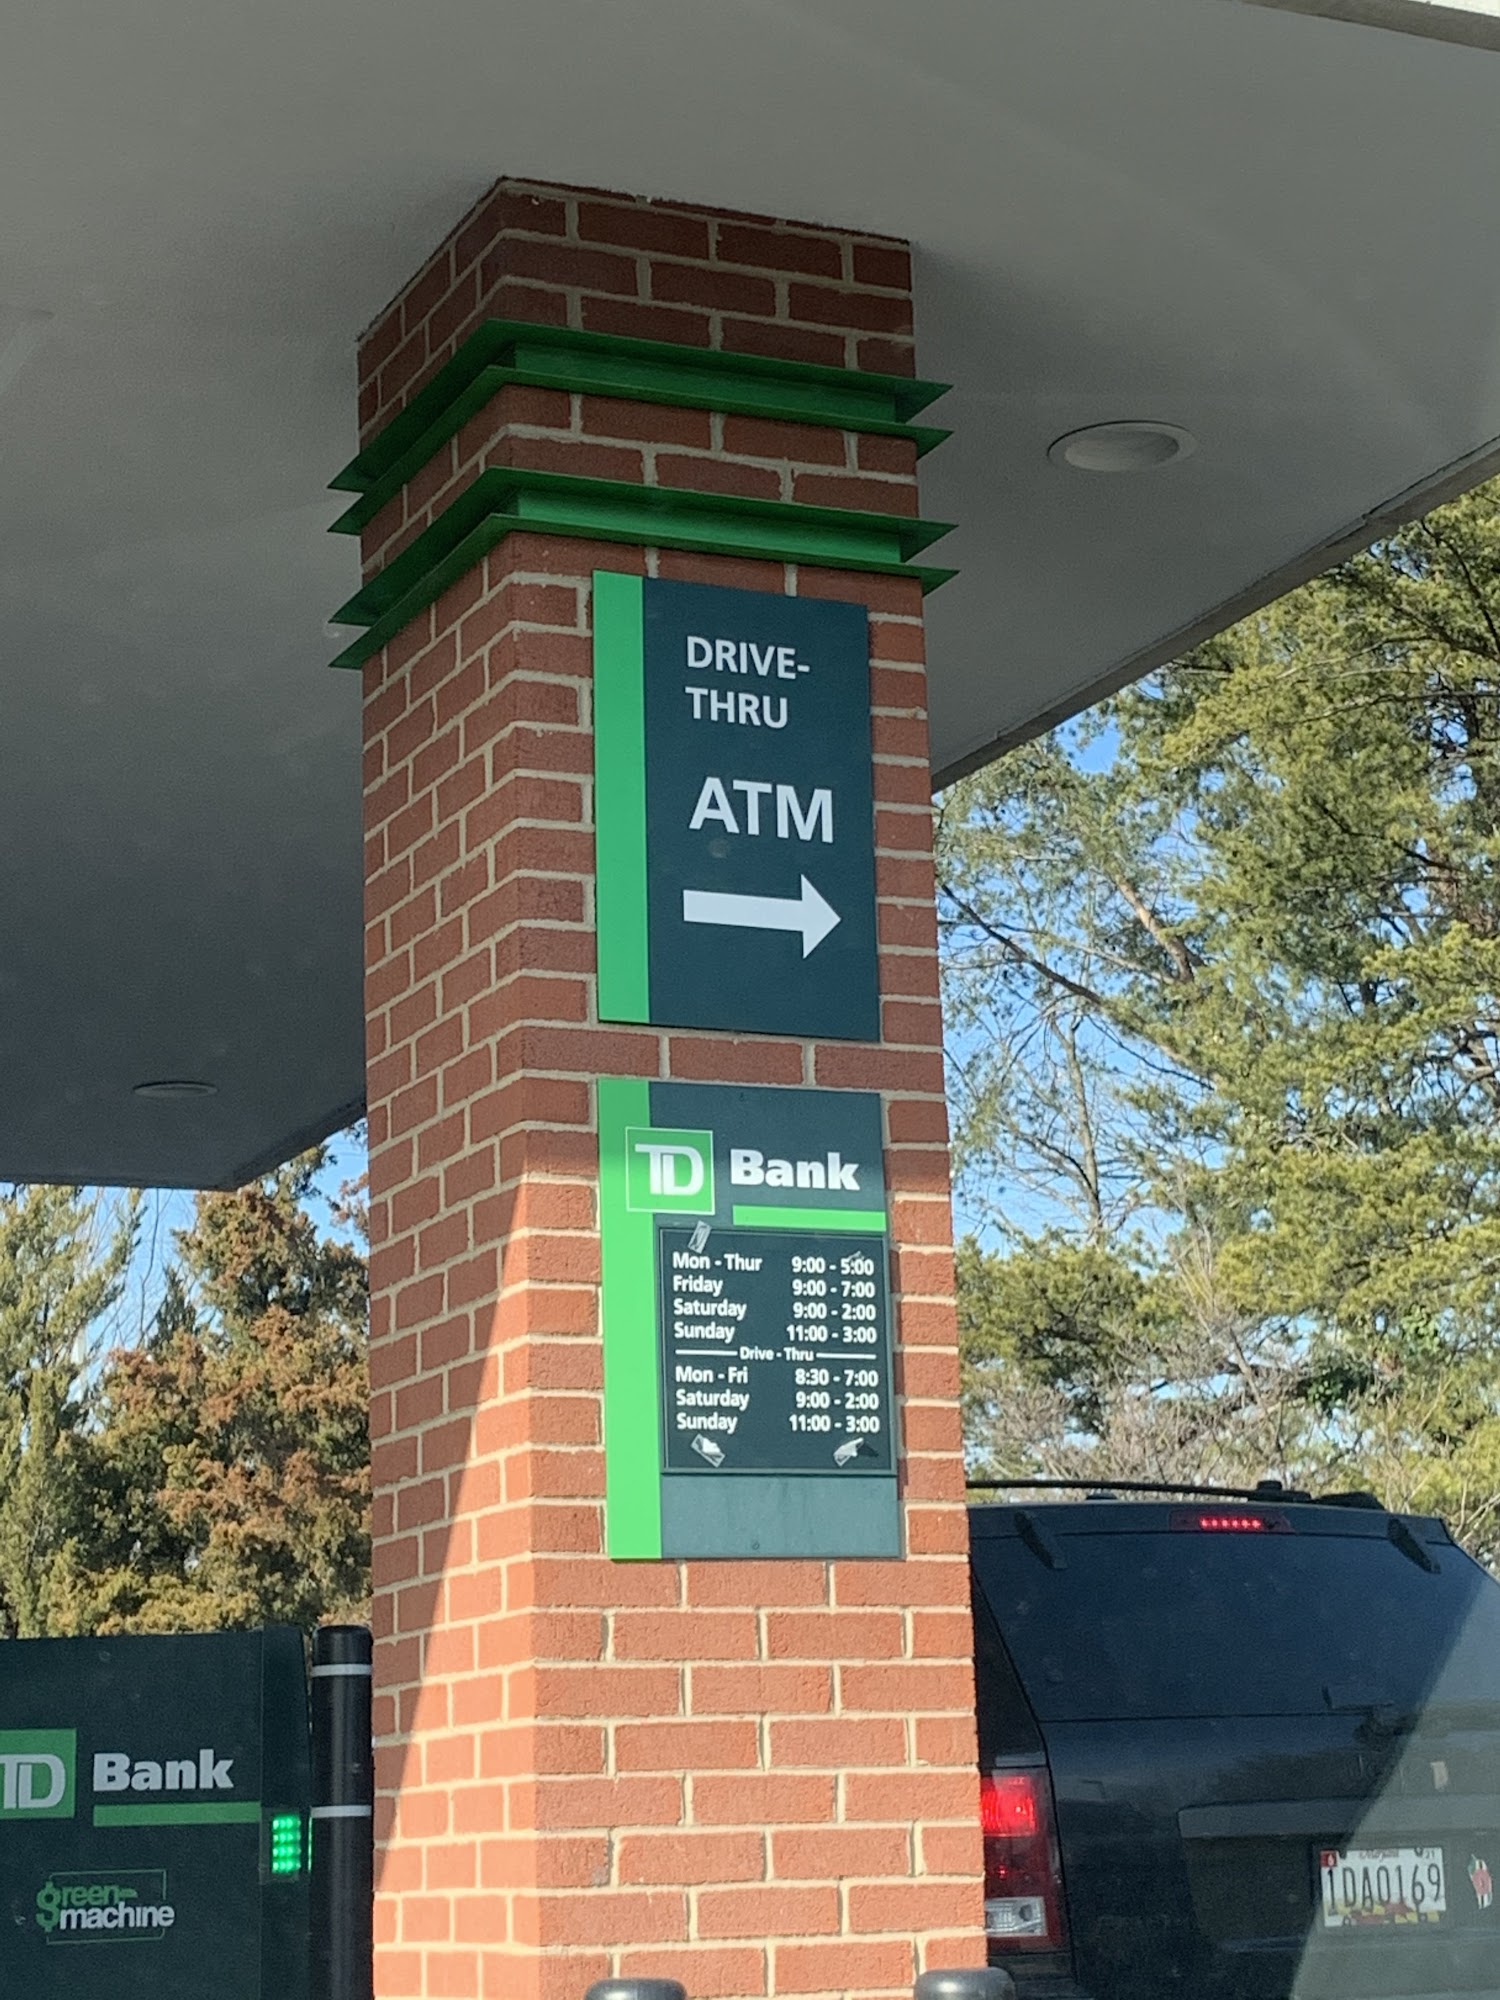 DRIVE-
THRU
ATM
TD Bank
Mon - Thur 9:00 - 5:00
Friday 9:00 - 7:00
Saturday 9:00 - 2:00
Sunday 11:00 - 3:00
Drive - Thru
Mon - Fri 8:30 - 7:00
Saturday 9:00 - 2:00
Sunday 11:00 - 3:00
TD Bank
green-
machine
Maryland
1DA0169